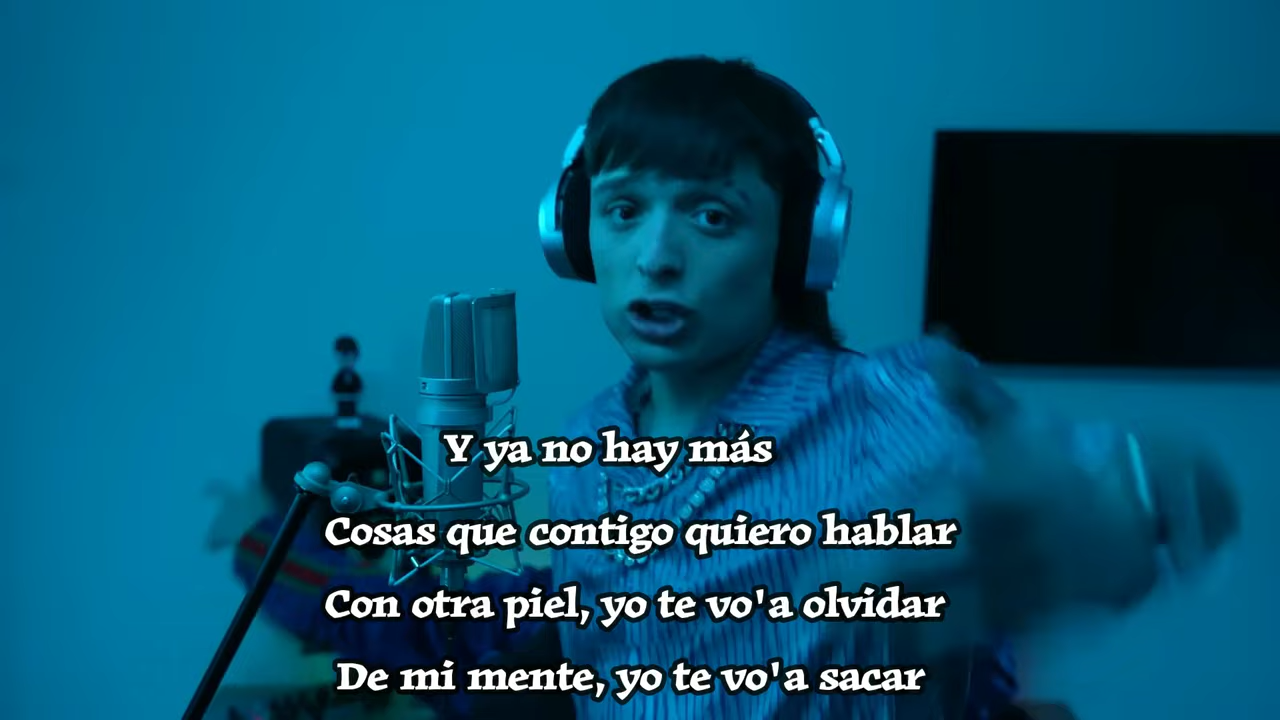 Y ya no hay más
Cosas que contigo quiero hablar
Con otra piel, yo te vo'a olvidar
De mi mente, yo te vo'a sacar